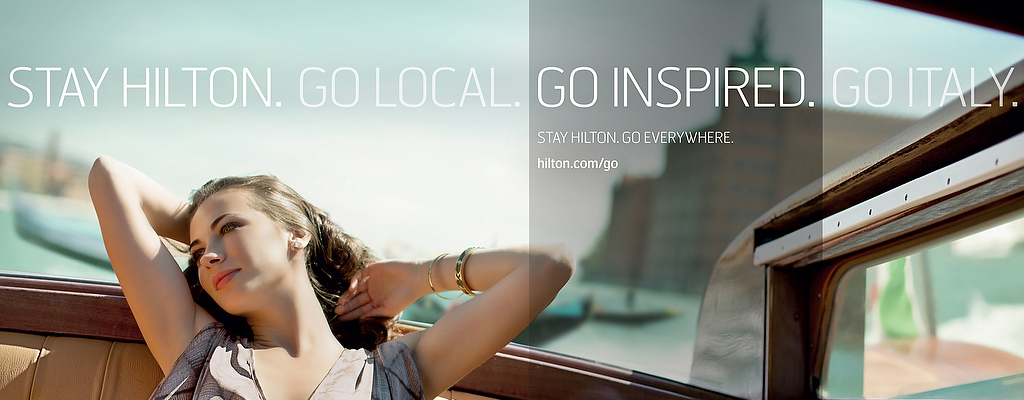 STAY HILTON. GO LOCAL. GO INSPIRED. GO ITALY.
STAY HILTON. GO EVERYWHERE.
hilton.com/go